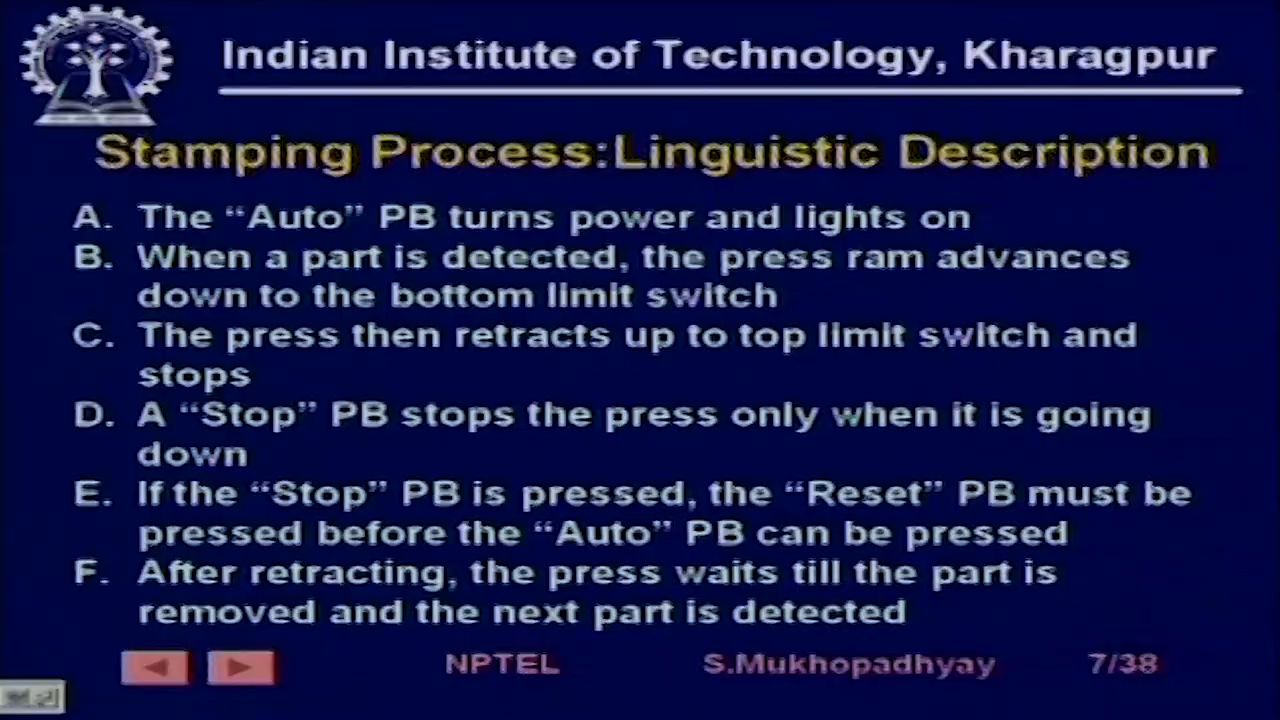 Indian Institute of Technology, Kharagpur
Stamping Process:Linguistic Description
A. The “Auto” PB turns power and lights on
B. When a part is detected, the press ram advances
down to the bottom limit switch
C. The press then retracts up to top limit switch and
stops
D. A “Stop” PB stops the press only when it is going
down
E. If the “Stop” PB is pressed, the “Reset” PB must be
pressed before the “Auto” PB can be pressed
F. After retracting, the press waits till the part is
removed and the next part is detected
NPTEL S.Mukhopadhyay 7/38